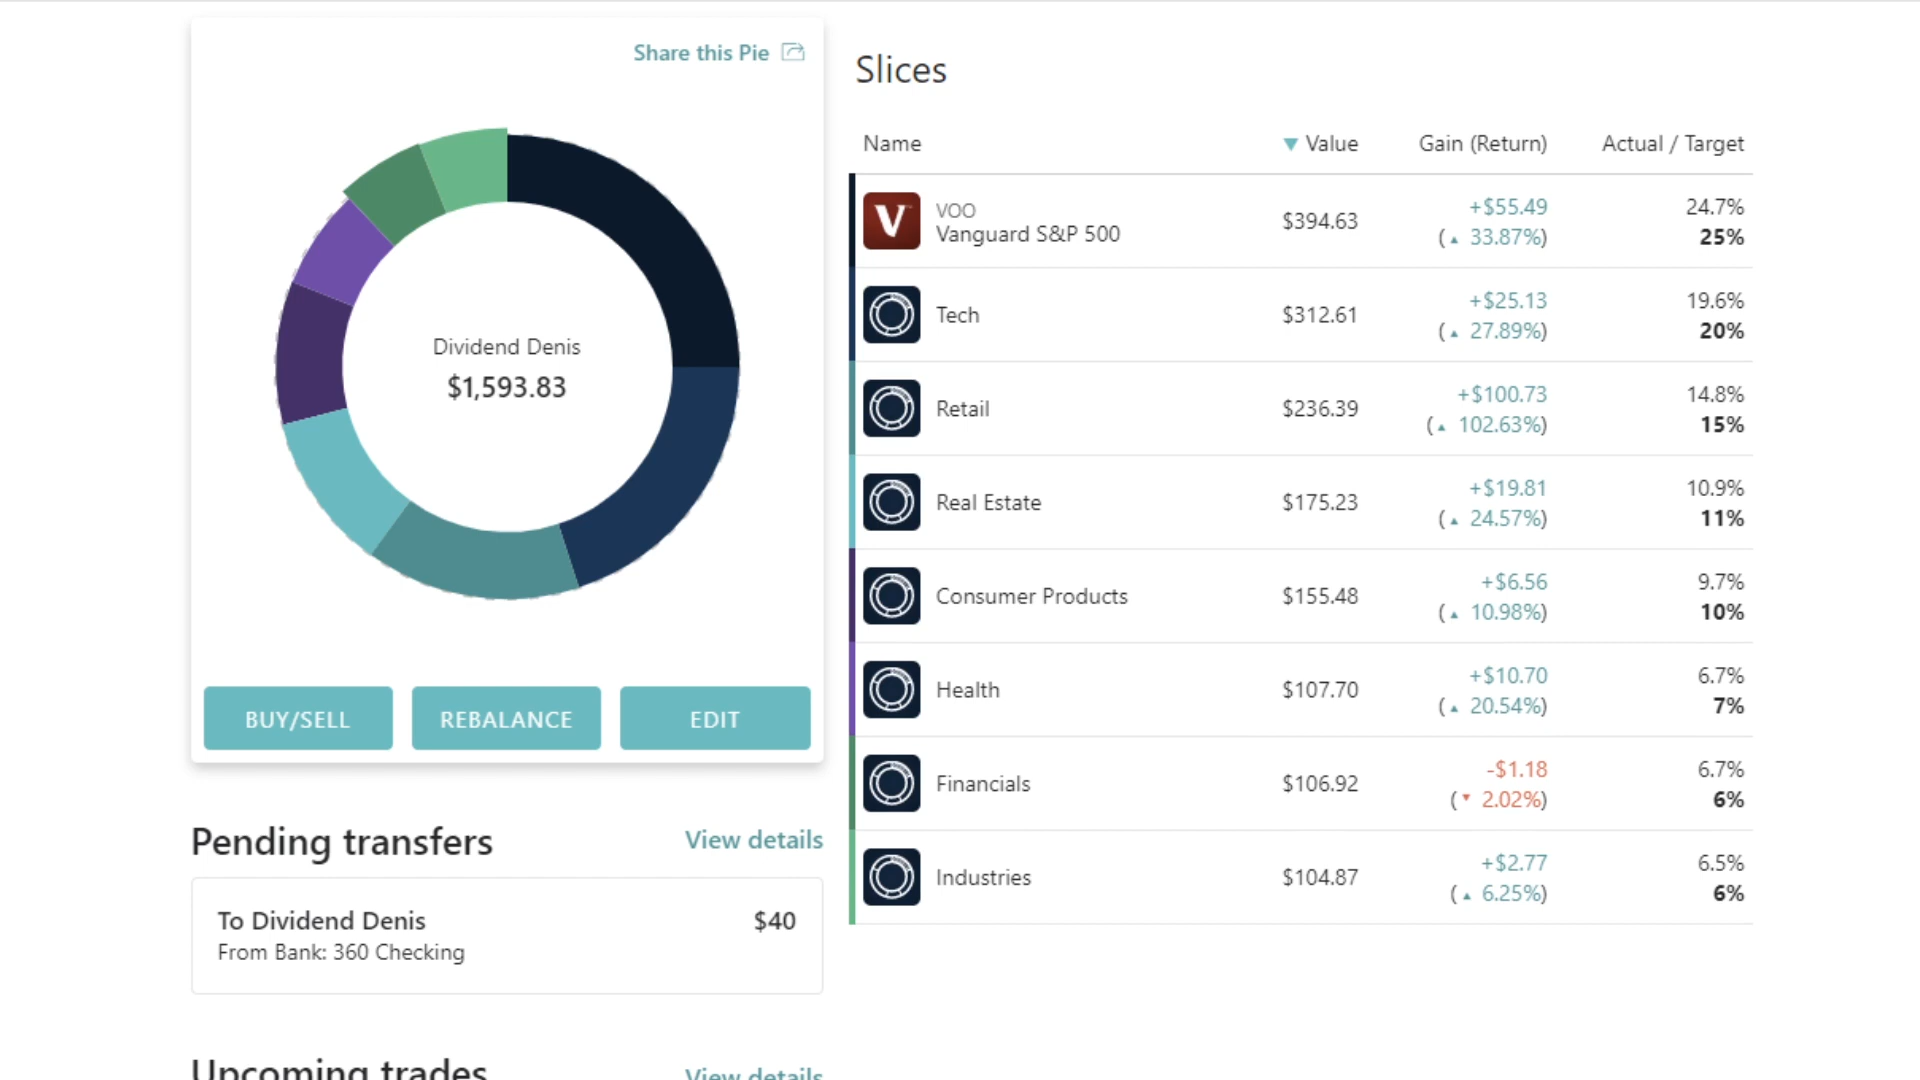 Share this Pie
Dividend Denis
$1,593.83
BUY/SELL
REBALANCE
EDIT
Pending transfers
View details
To Dividend Denis
$40
From Bank: 360 Checking
Upcoming trades
View details
Slices
Name
▼ Value
Gain (Return)
Actual / Target
V
VOO
Vanguard S&P 500
$394.63
+$55.49
(▲ 33.87%)
24.7%
25%
Tech
$312.61
+$25.13
(▲ 27.89%)
19.6%
20%
Retail
$236.39
+$100.73
(▲ 102.63%)
14.8%
15%
Real Estate
$175.23
+$19.81
(▲ 24.57%)
10.9%
11%
Consumer Products
$155.48
+$6.56
(▲ 10.98%)
9.7%
10%
Health
$107.70
+$10.70
(▲ 20.54%)
6.7%
7%
Financials
$106.92
-$1.18
(▼ 2.02%)
6.7%
6%
Industries
$104.87
+$2.77
(▲ 6.25%)
6.5%
6%